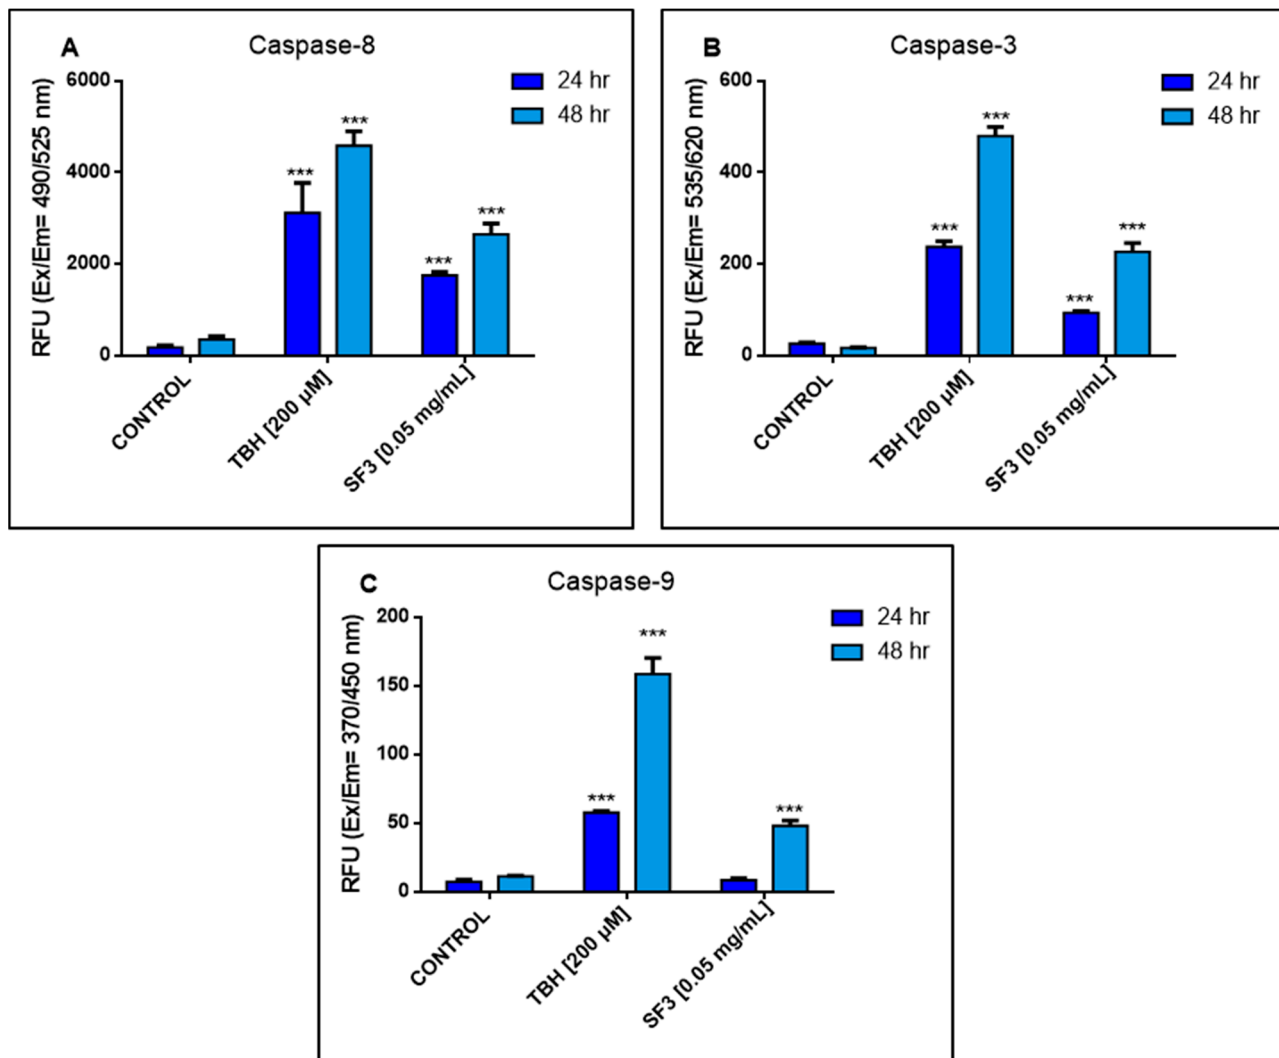 A
Caspase-8
24 hr
48 hr
RFU (Ex/Em= 490/525 nm)
6000
4000
2000
0
***
***
***
***
CONTROL
TBH [200 µM]
SF3 [0.05 mg/mL]
B
Caspase-3
24 hr
48 hr
RFU (Ex/Em= 535/620 nm)
600
400
200
0
***
***
***
***
CONTROL
TBH [200 µM]
SF3 [0.05 mg/mL]
C
Caspase-9
24 hr
48 hr
RFU (Ex/Em= 370/450 nm)
200
150
100
50
0
***
***
***
CONTROL
TBH [200 µM]
SF3 [0.05 mg/mL]